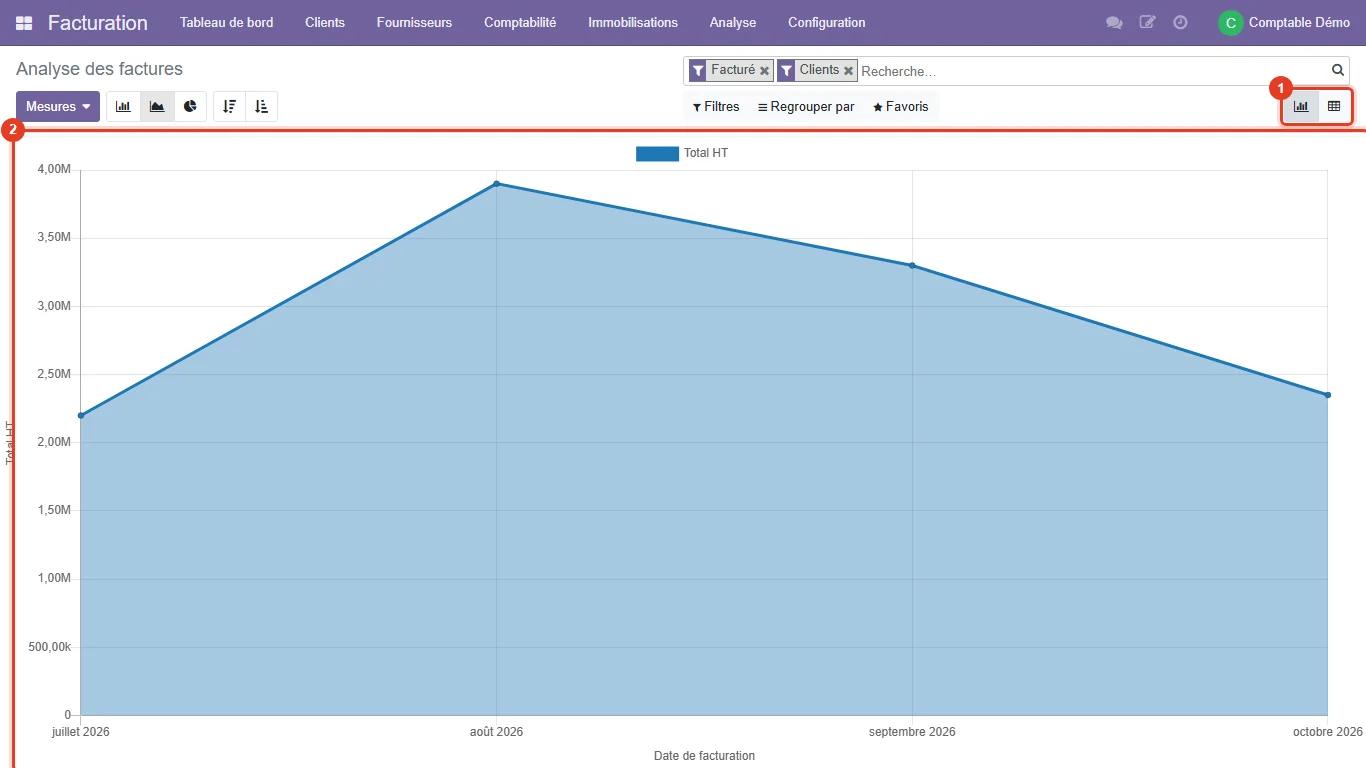 Facturation Tableau de bord Clients Fournisseurs Comptabilité Immobilisations Analyse Configuration C Comptable Démo
Analyse des factures
Facturé Clients Recherche...
Mesures Filtres Regrouper par Favoris 1
2
Total HT
4,00M
3,50M
3,00M
2,50M
2,00M
1,50M
1,00M
500,00k
0
Total HT
juillet 2026 août 2026 septembre 2026 octobre 2026
Date de facturation